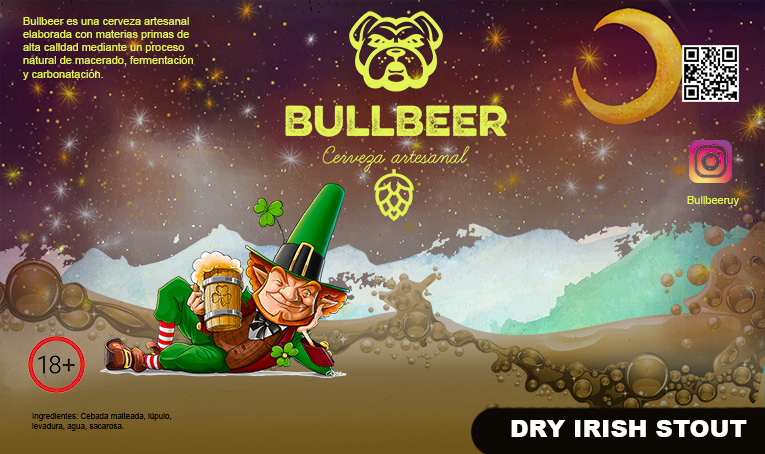 Bullbeer es una cerveza artesanal
elaborada con materias primas de
alta calidad mediante un proceso
natural de macerado, fermentación
y carbonatacióh.
BULLBEER
Cerveza artesanal
Bullbeeruy
18+
Ingredientes: Cebada malteada, lúpulo,
levadura, agua, sacarosa.
DRY IRISH STOUT